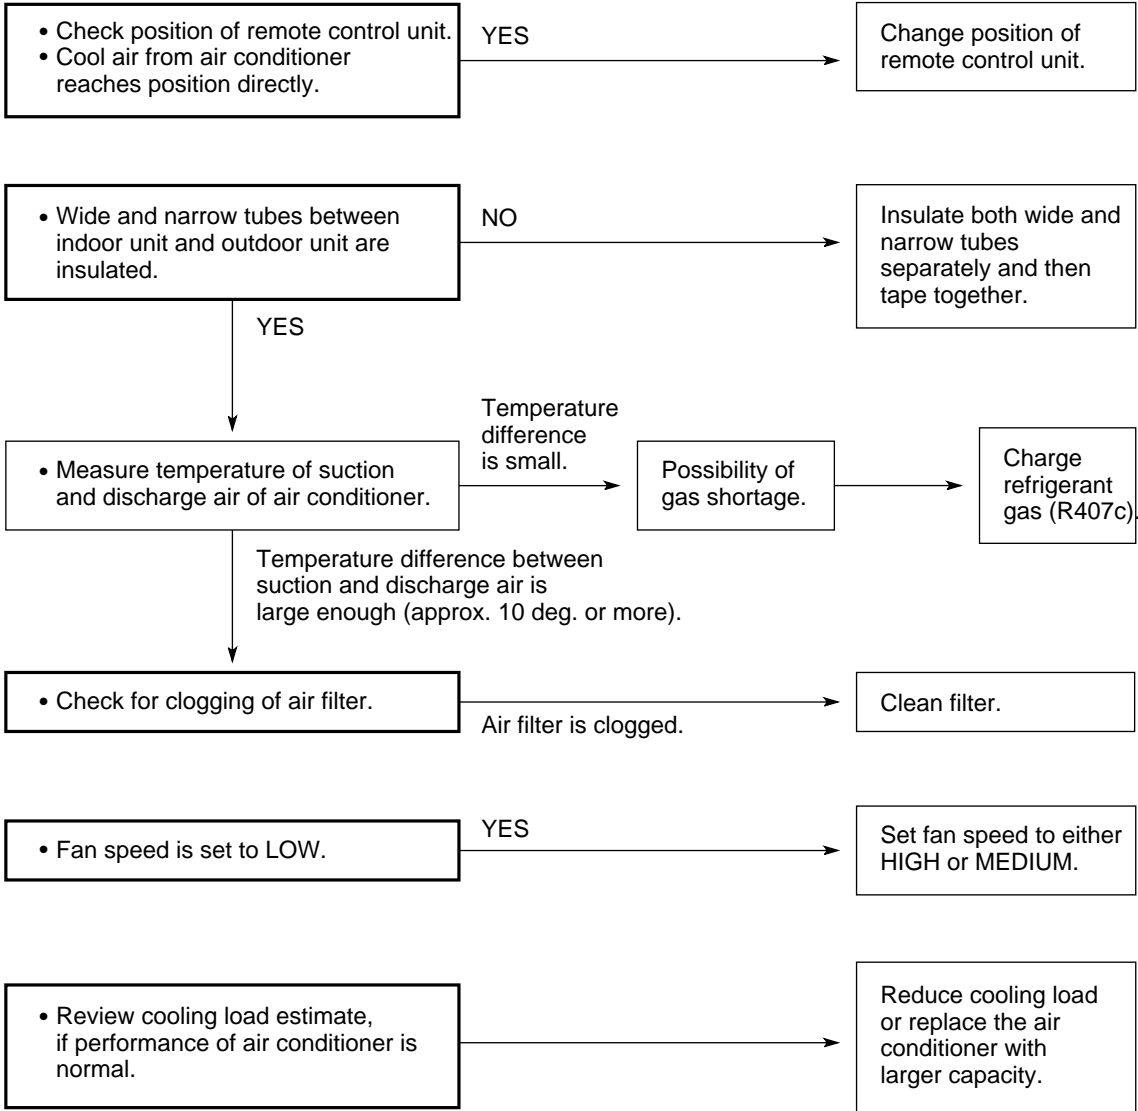 • Check position of remote control unit.
• Cool air from air conditioner
reaches position directly.
YES
Change position of
remote control unit.
• Wide and narrow tubes between
indoor unit and outdoor unit are
insulated.
NO
Insulate both wide and
narrow tubes
separately and then
tape together.
YES
• Measure temperature of suction
and discharge air of air conditioner.
Temperature
difference
is small.
Possibility of
gas shortage.
Charge
refrigerant
gas (R407c).
Temperature difference between
suction and discharge air is
large enough (approx. 10 deg. or more).
• Check for clogging of air filter.
Air filter is clogged.
Clean filter.
• Fan speed is set to LOW.
YES
Set fan speed to either
HIGH or MEDIUM.
• Review cooling load estimate,
if performance of air conditioner is
normal.
Reduce cooling load
or replace the air
conditioner with
larger capacity.